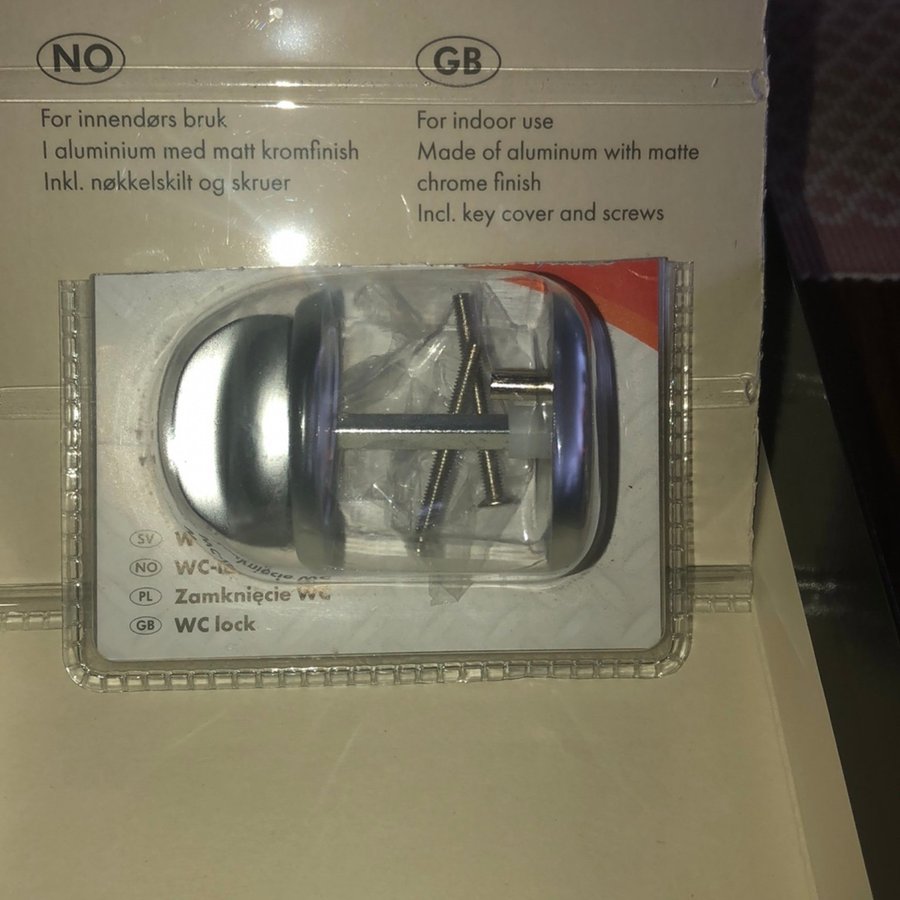 NO
For innendørs bruk
I aluminium med matt kromfinish
Inkl. nøkkelskilt og skruer
GB
For indoor use
Made of aluminum with matte
chrome finish
Incl. key cover and screws
SV
NO
PL Zamknięcie WC
GB WC lock